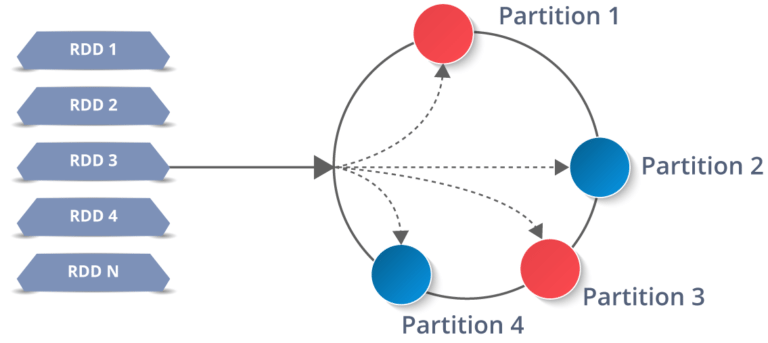 RDD 1
RDD 2
RDD 3
RDD 4
RDD N
Partition 1
Partition 2
Partition 3
Partition 4